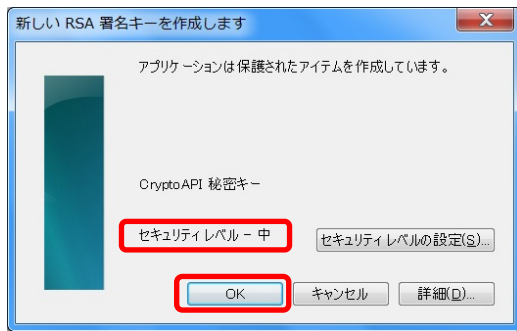 新しい RSA 署名キーを作成します
X
アプリケーションは保護されたアイテムを作成しています。
CryptoAPI 秘密キー
セキュリティ レベル - 中
セキュリティ レベルの設定(S)...
OK
キャンセル
詳細(D)...